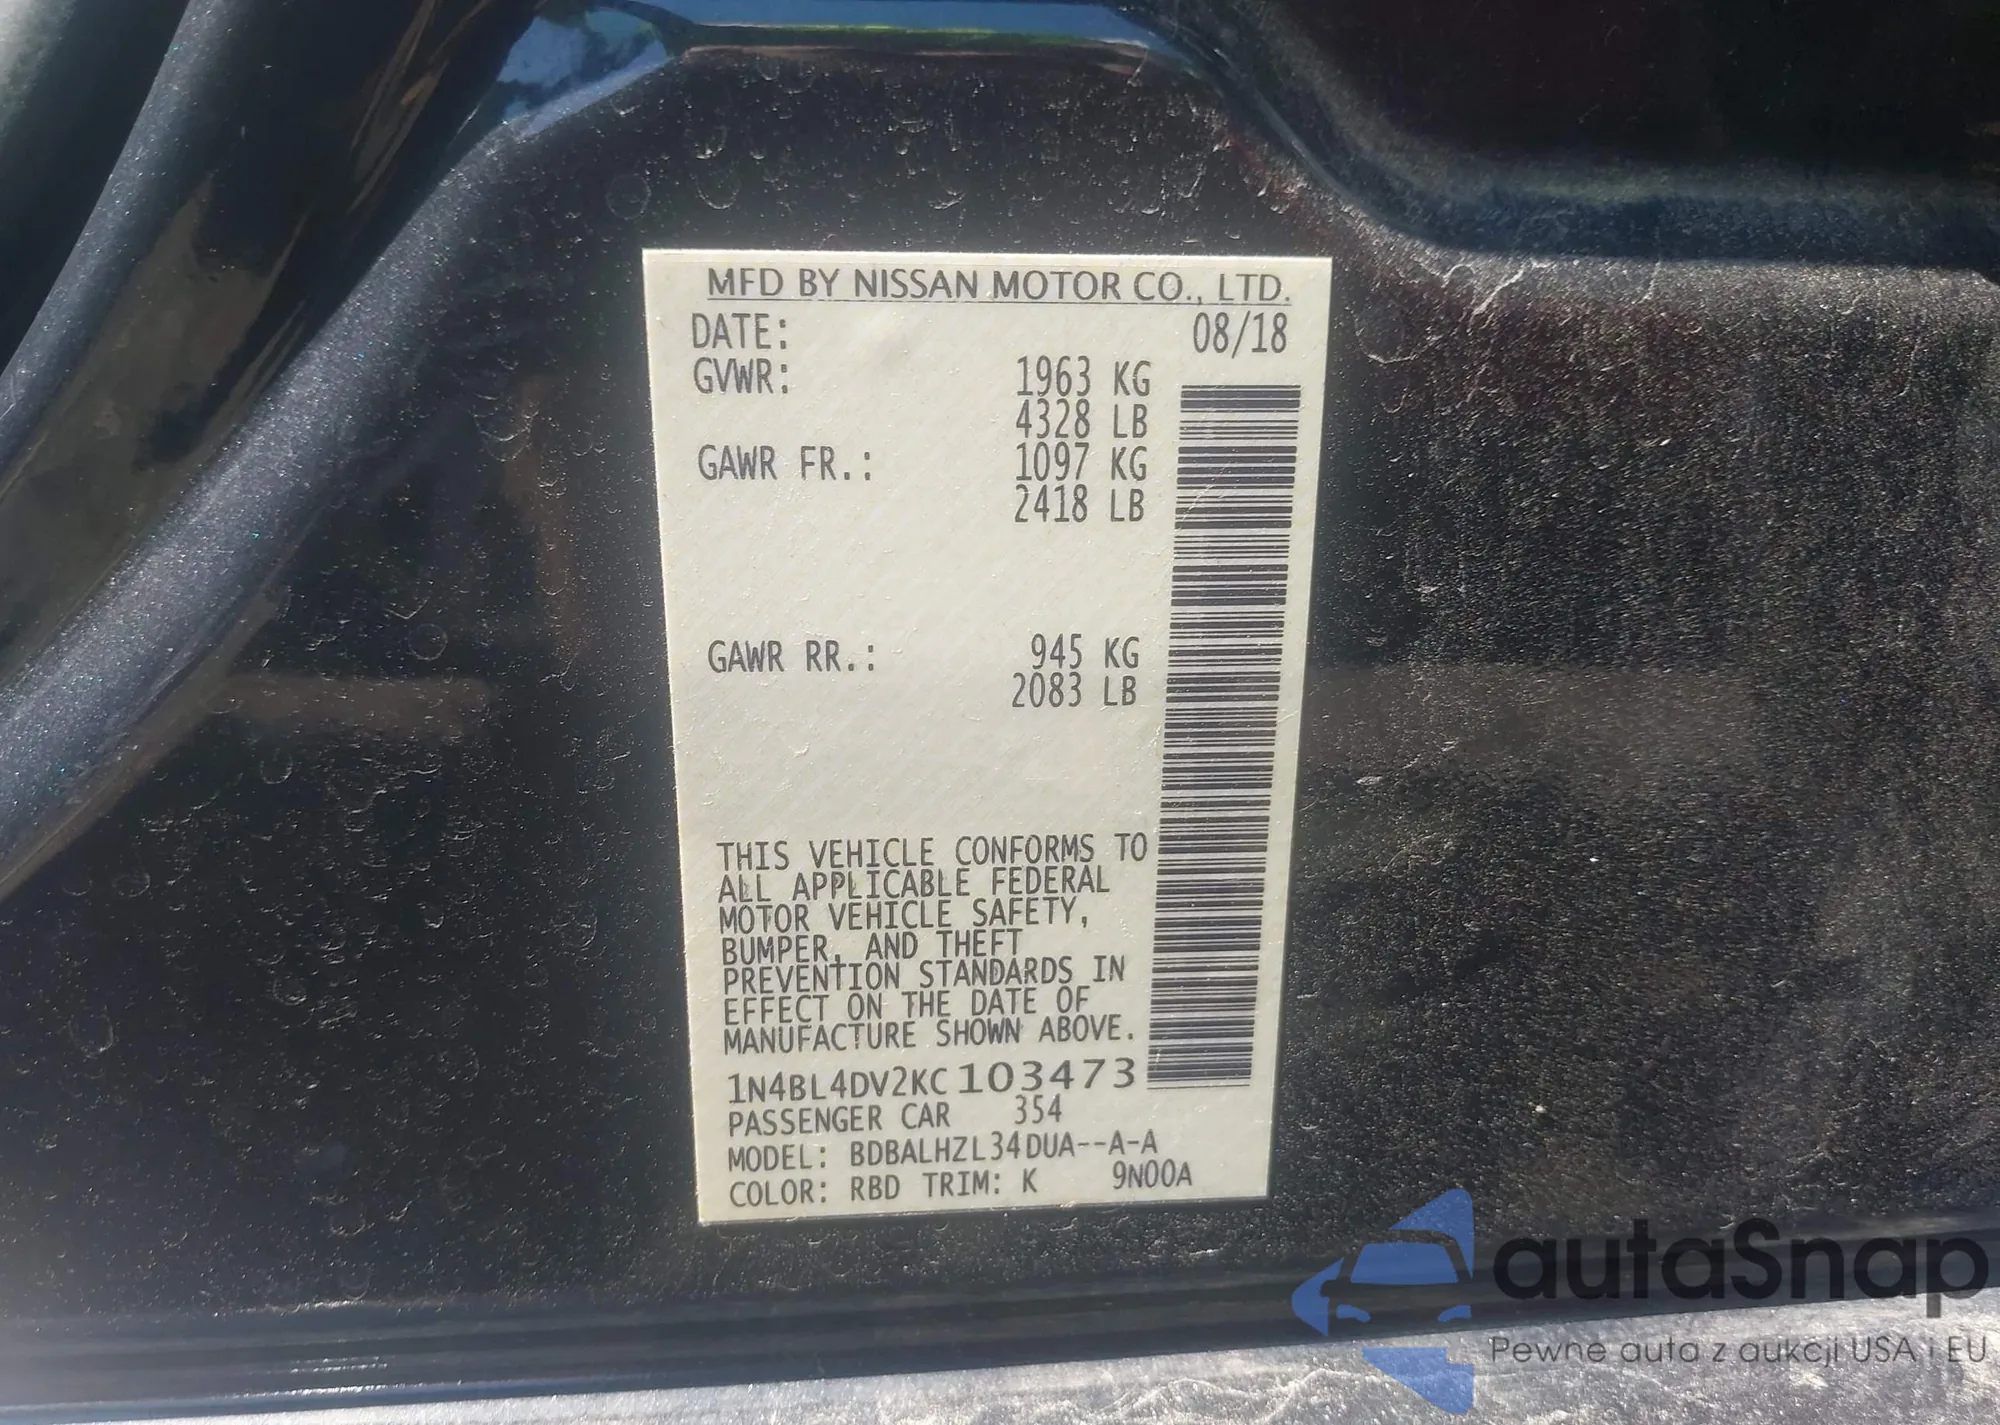 MFD BY NISSAN MOTOR CO., LTD.
DATE: 08/18
GVWR: 1963 KG
4328 LB
GAWR FR.: 1097 KG
2418 LB
GAWR RR.: 945 KG
2083 LB
THIS VEHICLE CONFORMS TO
ALL APPLICABLE FEDERAL
MOTOR VEHICLE SAFETY,
BUMPER, AND THEFT
PREVENTION STANDARDS IN
EFFECT ON THE DATE OF
MANUFACTURE SHOWN ABOVE.
1N4BL4DV2KC103473
PASSENGER CAR 354
MODEL: BDBALHZL34DUA--A-A
COLOR: RBD TRIM: K 9N00A
autaSnap
Pewne auta z aukcji USA i EU